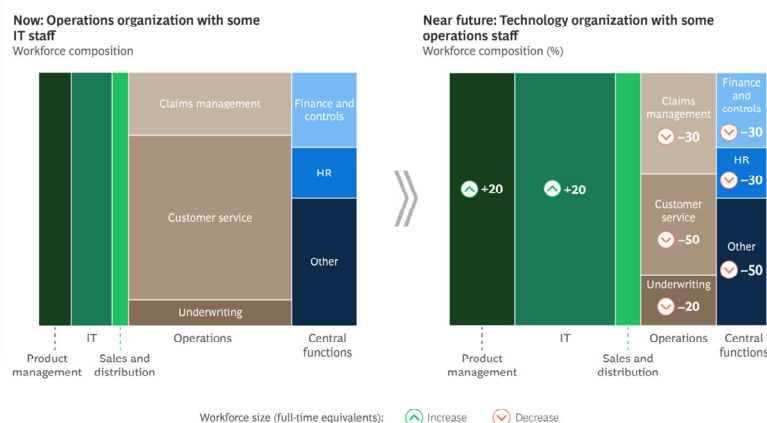 Now: Operations organization with some
IT staff
Workforce composition
Claims management
Finance and
controls
HR
Customer service
Other
Underwriting
IT
Operations
Central
functions
Product
management
Sales and
distribution
Near future: Technology organization with some
operations staff
Workforce composition (%)
+20
+20
Claims
management
−30
Customer
service
−50
Underwriting
−20
Finance
and
controls
−30
HR
−30
Other
−50
IT
Operations
Central
functions
Product
management
Sales and
distribution
Workforce size (full-time equivalents): Increase Decrease